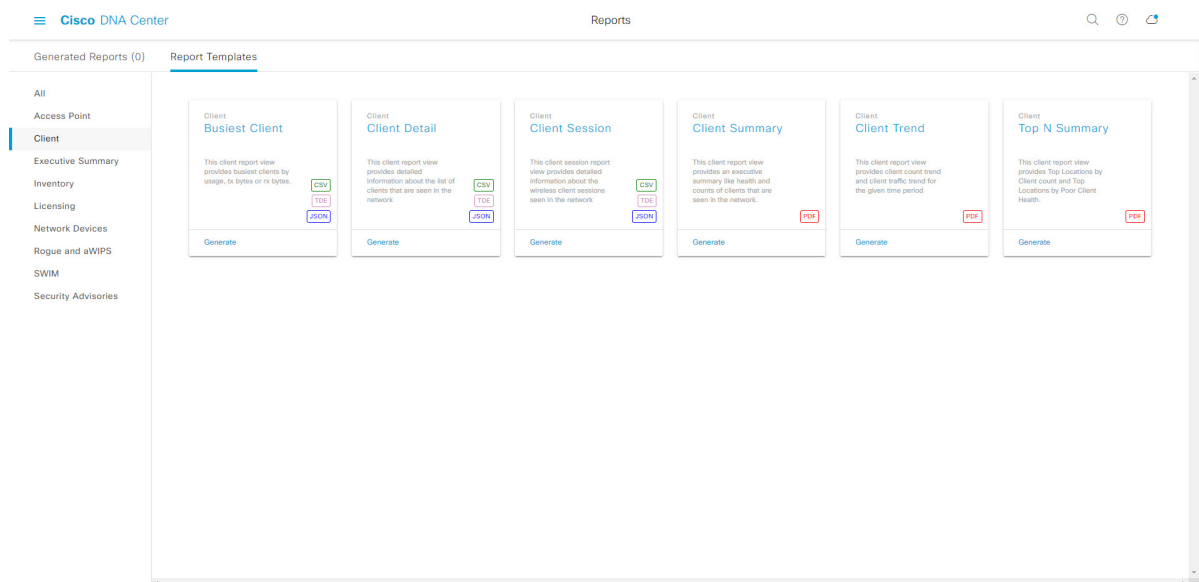 Cisco DNA Center
Reports
Generated Reports (0)
Report Templates
All
Access Point
Client
Executive Summary
Inventory
Licensing
Network Devices
Rogue and aWIPS
SWIM
Security Advisories
Client
Busiest Client
This client report view
provides busiest clients by
usage, tx bytes or rx bytes.
CSV
TDE
JSON
Generate
Client
Client Detail
This client report view
provides detailed
information about the list of
clients that are seen in the
network
CSV
TDE
JSON
Generate
Client
Client Session
This client session report
view provides detailed
information about the
wireless client sessions
seen in the network
CSV
TDE
JSON
Generate
Client
Client Summary
This client report view
provides an executive
summary like health and
counts of clients that are
seen in the network.
PDF
Generate
Client
Client Trend
This client report view
provides client count trend
and client traffic trend for
the given time period
PDF
Generate
Client
Top N Summary
This client report view
provides Top Locations by
Client count and Top
Locations by Poor Client
Health.
PDF
Generate